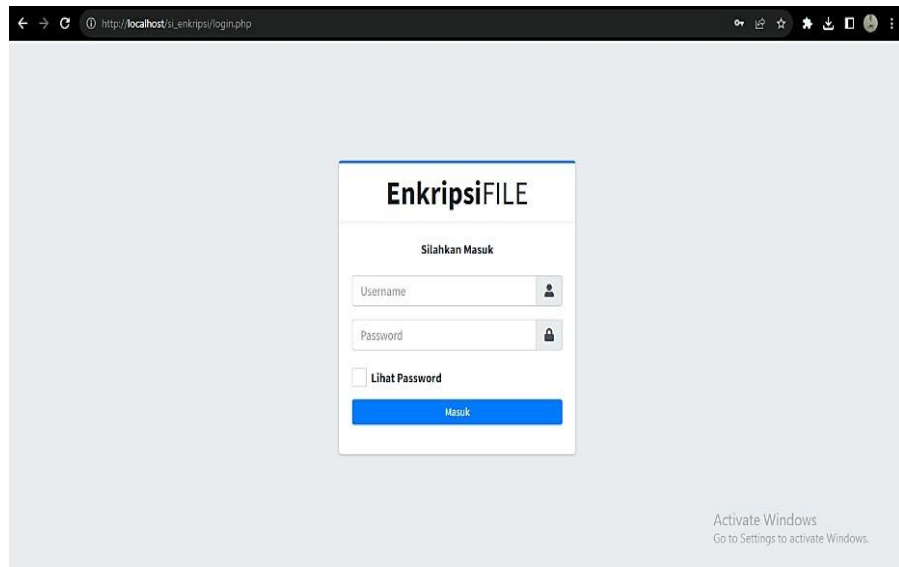 http://localhost/si_enkripsi/login.php
EnkripsiFILE
Silahkan Masuk
Username
Password
Lihat Password
Masuk
Activate Windows
Go to Settings to activate Windows.